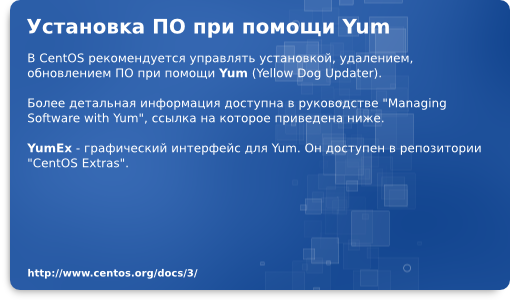 Установка ПО при помощи Yum
В CentOS рекомендуется управлять установкой, удалением,
обновлением ПО при помощи Yum (Yellow Dog Updater).
Более детальная информация доступна в руководстве "Managing
Software with Yum", ссылка на которое приведена ниже.
YumEx - графический интерфейс для Yum. Он доступен в репозитории
"CentOS Extras".
http://www.centos.org/docs/3/